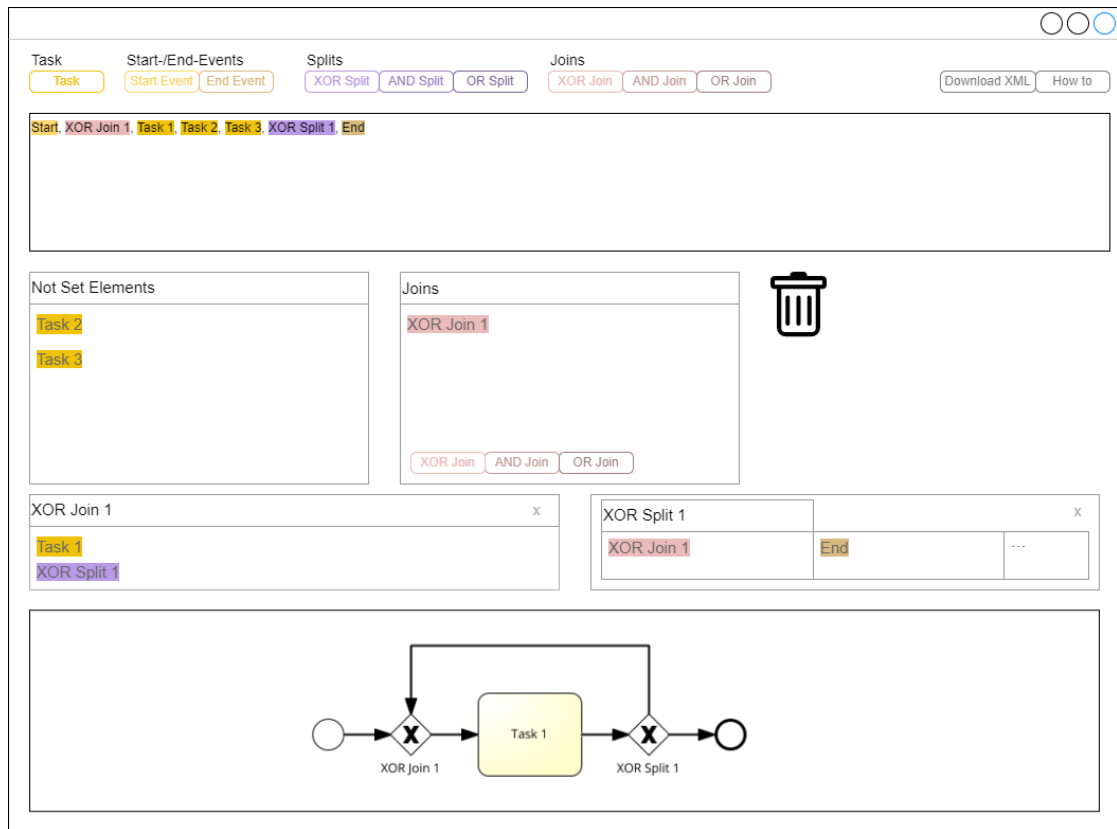 Task Start-/End-Events Splits Joins
Task Start Event End Event XOR Split AND Split OR Split XOR Join AND Join OR Join Download XML How to
Start, XOR Join 1, Task 1, Task 2, Task 3, XOR Split 1, End
Not Set Elements
Task 2
Task 3
Joins
XOR Join 1
XOR Join AND Join OR Join
XOR Join 1 x
Task 1
XOR Split 1
XOR Split 1 x
XOR Join 1 End ---
X Task 1 X
XOR Join 1 XOR Split 1